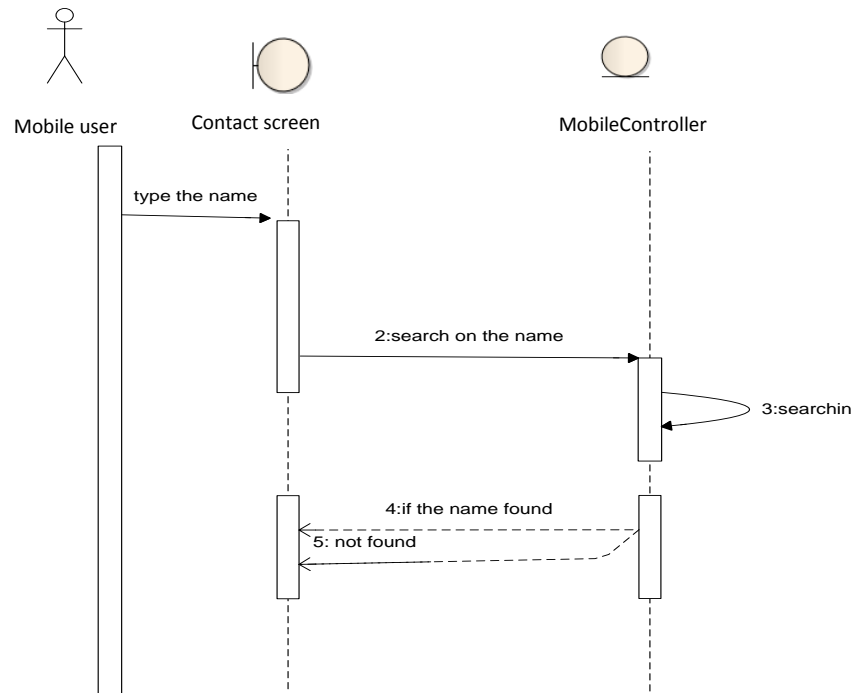 Mobile user
Contact screen
MobileController
type the name
2:search on the name
3:searchin
4:if the name found
5: not found